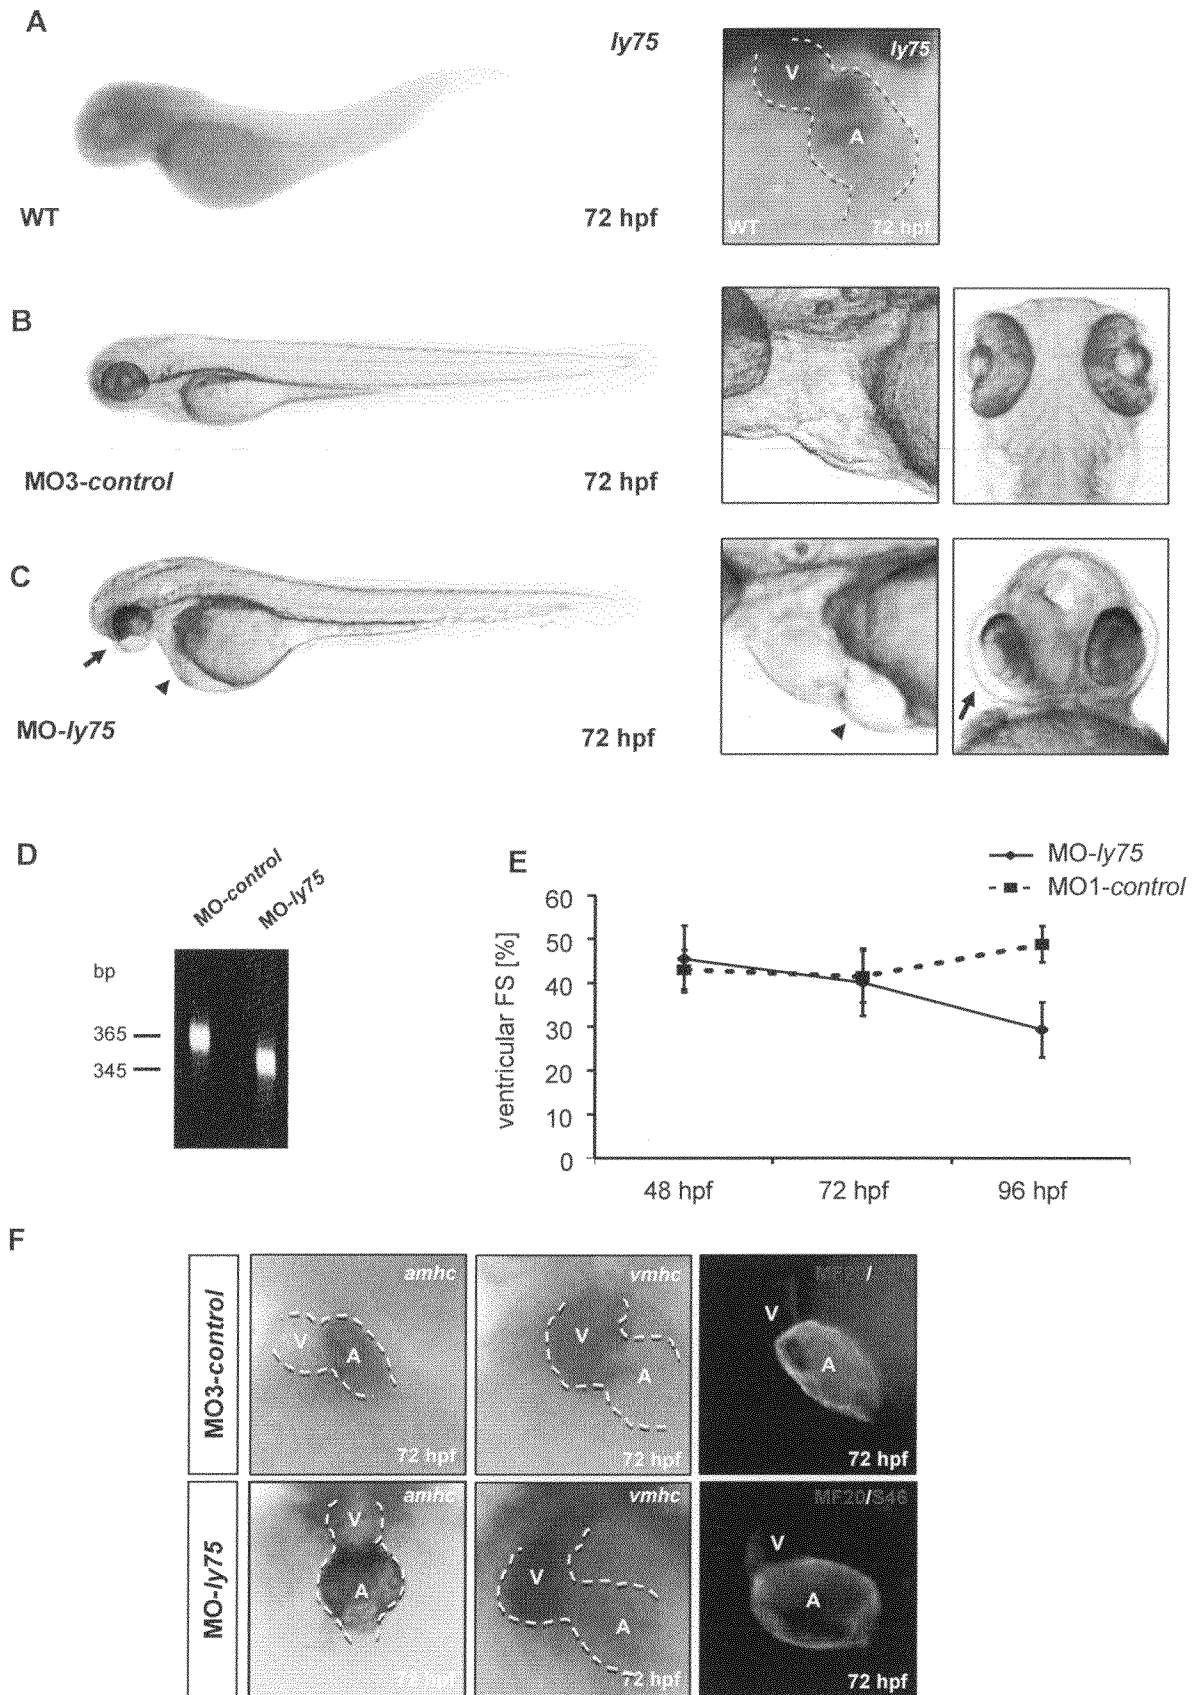 A
ly75
WT
72 hpf
ly75
V
A
WT
72 hpf
B
MO3-control
72 hpf
C
MO-ly75
72 hpf
D
MO-control
MO-ly75
bp
365
345
E
MO-ly75
MO1-control
ventricular FS [%]
60
50
40
30
20
10
0
48 hpf
72 hpf
96 hpf
F
MO3-control
amhc
V
A
72 hpf
vmhc
V
A
72 hpf
/
V
A
72 hpf
MO-ly75
amhc
V
A
72 hpf
vmhc
V
A
72 hpf
MF20/S46
V
A
72 hpf